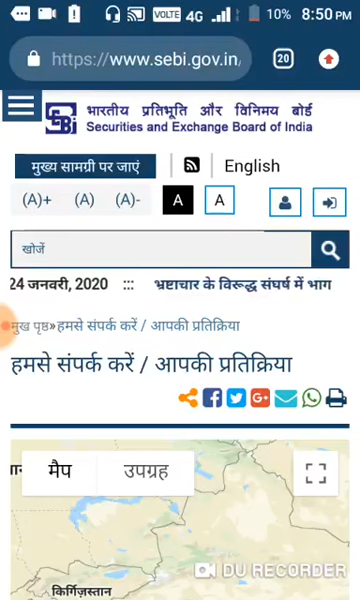 VOLTE 4G 10% 8:50 PM
https://www.sebi.gov.in/ 20
भारतीय प्रतिभूति और विनिमय बोर्ड
SEBI Securities and Exchange Board of India
मुख्य सामग्री पर जाएं English
(A)+ (A) (A)- A A
खोजें
24 जनवरी, 2020 ::: भ्रष्टाचार के विरूद्ध संघर्ष में भाग
मुख पृष्ठ» हमसे संपर्क करें / आपकी प्रतिक्रिया
हमसे संपर्क करें / आपकी प्रतिक्रिया
मैप उपग्रह
DU RECORDER
किर्गिज़स्तान